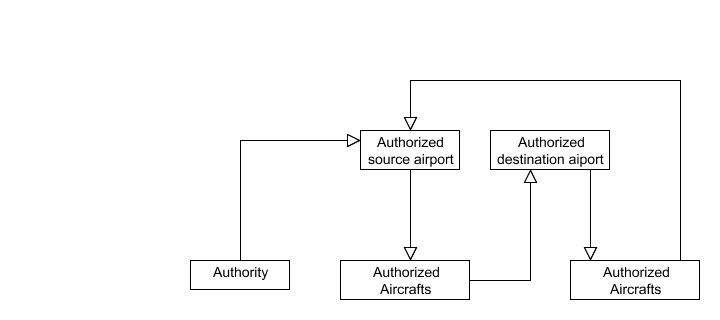 Authorized
source airport
Authorized
destination aiport
Authority
Authorized
Aircrafts
Authorized
Aircrafts